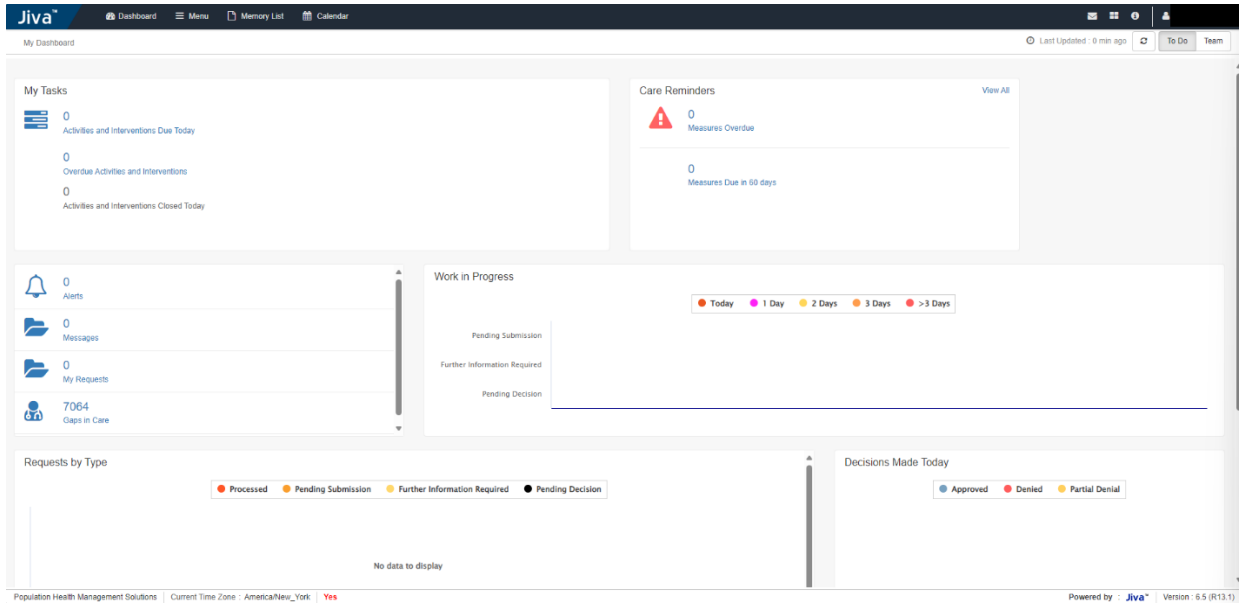 Jiva™ Dashboard Menu Memory List Calendar
My Dashboard Last Updated : 0 min ago To Do Team
My Tasks
0
Activities and Interventions Due Today
0
Overdue Activities and Interventions
0
Activities and Interventions Closed Today
Care Reminders View All
0
Measures Overdue
0
Measures Due in 60 days
0
Alerts
0
Messages
0
My Requests
7064
Gaps in Care
Work in Progress
Today 1 Day 2 Days 3 Days >3 Days
Pending Submission
Further Information Required
Pending Decision
Requests by Type
Processed Pending Submission Further Information Required Pending Decision
No data to display
Decisions Made Today
Approved Denied Partial Denial
Population Health Management Solutions Current Time Zone : America/New_York Yes Powered by : Jiva™ Version : 6.5 (R13.1)